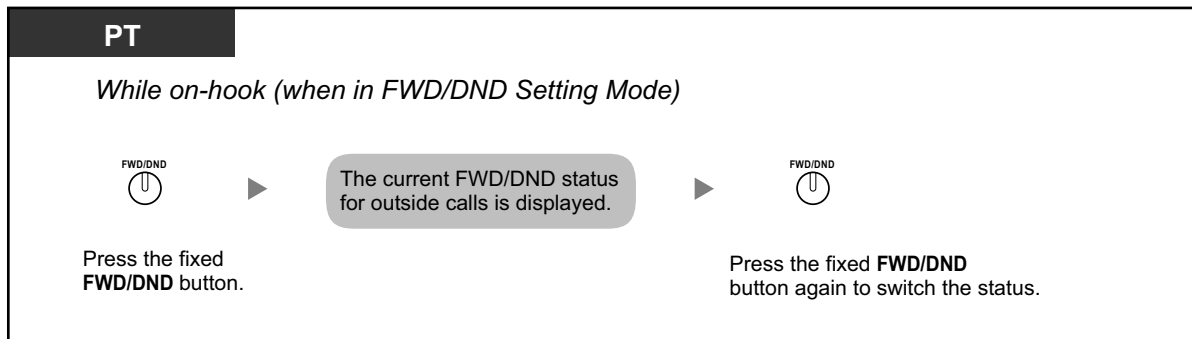 PT
While on-hook (when in FWD/DND Setting Mode)
FWD/DND
The current FWD/DND status
for outside calls is displayed.
FWD/DND
Press the fixed
FWD/DND button.
Press the fixed FWD/DND
button again to switch the status.